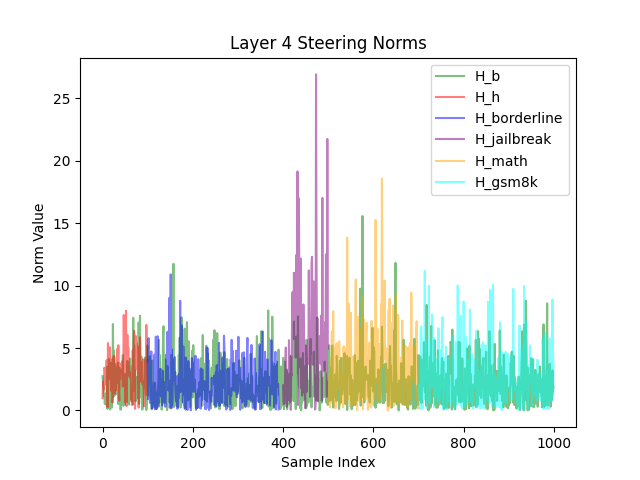 Layer 4 Steering Norms
H_b
H_h
H_borderline
H_jailbreak
H_math
H_gsm8k
Norm Value
25
20
15
10
5
0
0
200
400
600
800
1000
Sample Index